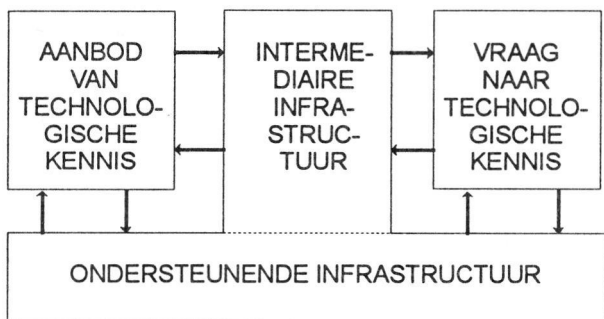 AANBOD
VAN
TECHNOLO-
GISCHE
KENNIS
INTERME-
DIAIRE
INFRA-
STRUC-
TUUR
VRAAG
NAAR
TECHNOLO-
GISCHE
KENNIS
ONDERSTEUNENDE INFRASTRUCTUUR